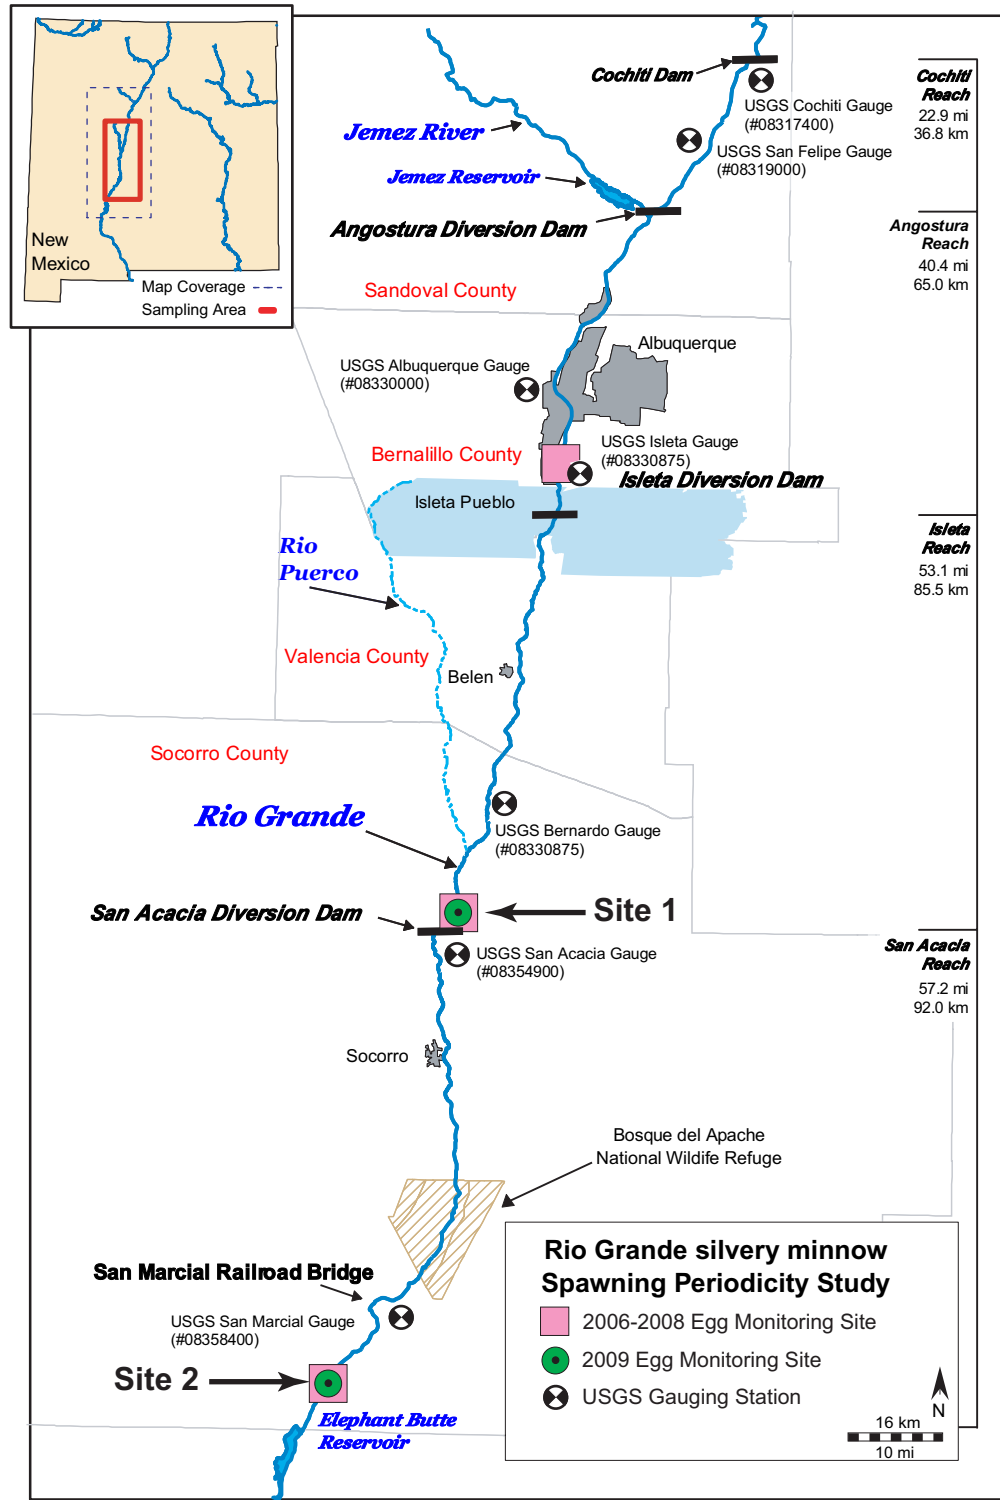 New
Mexico
Map Coverage
Sampling Area
Cochiti Dam
USGS Cochiti Gauge
(#08317400)
Cochiti
Reach
22.9 mi
36.8 km
Jemez River
USGS San Felipe Gauge
(#08319000)
Jemez Reservoir
Angostura Diversion Dam
Angostura
Reach
40.4 mi
65.0 km
Sandoval County
Albuquerque
USGS Albuquerque Gauge
(#08330000)
USGS Isleta Gauge
(#08330875)
Bernalillo County
Isleta Diversion Dam
Isleta Pueblo
Isleta
Reach
53.1 mi
85.5 km
Rio
Puerco
Valencia County
Belen
Socorro County
Rio Grande
USGS Bernardo Gauge
(#08330875)
San Acacia Diversion Dam
Site 1
USGS San Acacia Gauge
(#08354900)
San Acacia
Reach
57.2 mi
92.0 km
Socorro
Bosque del Apache
National Wildife Refuge
San Marcial Railroad Bridge
USGS San Marcial Gauge
(#08358400)
Site 2
Elephant Butte
Reservoir
Rio Grande silvery minnow
Spawning Periodicity Study
2006-2008 Egg Monitoring Site
2009 Egg Monitoring Site
USGS Gauging Station
N
16 km
10 mi